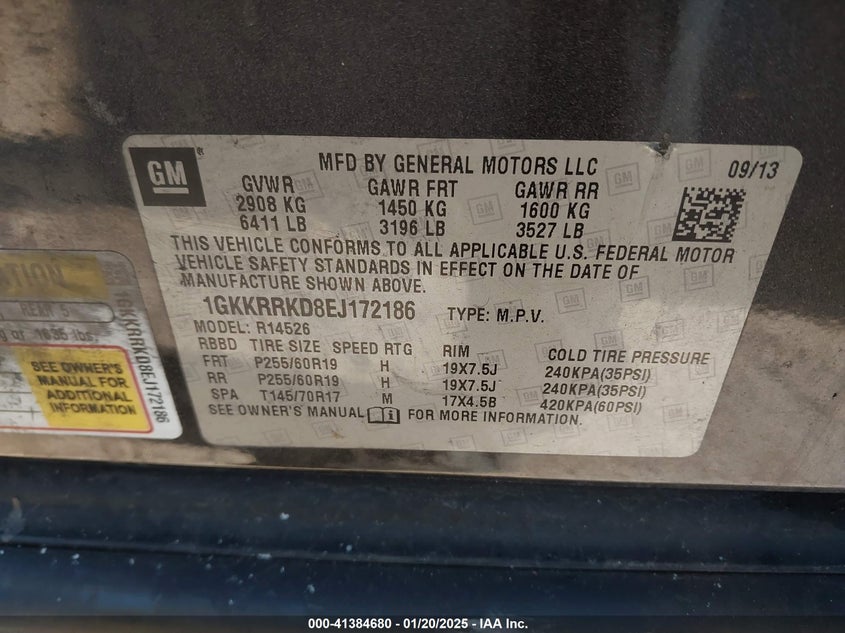 GM
MFD BY GENERAL MOTORS LLC
09/13
GVWR GAWR FRT GAWR RR
2908 KG 1450 KG 1600 KG
6411 LB 3196 LB 3527 LB
THIS VEHICLE CONFORMS TO ALL APPLICABLE U.S. FEDERAL MOTOR
VEHICLE SAFETY STANDARDS IN EFFECT ON THE DATE OF
MANUFACTURE SHOWN ABOVE.
1GKKRRKD8EJ172186 TYPE: M.P.V.
MODEL: R14526
RBBD TIRE SIZE SPEED RTG RIM COLD TIRE PRESSURE
FRT P255/60R19 H 19X7.5J 240KPA(35PSI)
RR P255/60R19 H 19X7.5J 240KPA(35PSI)
SPA T145/70R17 M 17X4.5B 420KPA(60PSI)
SEE OWNER'S MANUAL FOR MORE INFORMATION.
REAR 5
lbs.
SEE OWNER'S
MANUAL FOR
ADDITIONAL
INFORMATION
1GKKRRKD8EJ172186
000-41384680 - 01/20/2025 - IAA Inc.